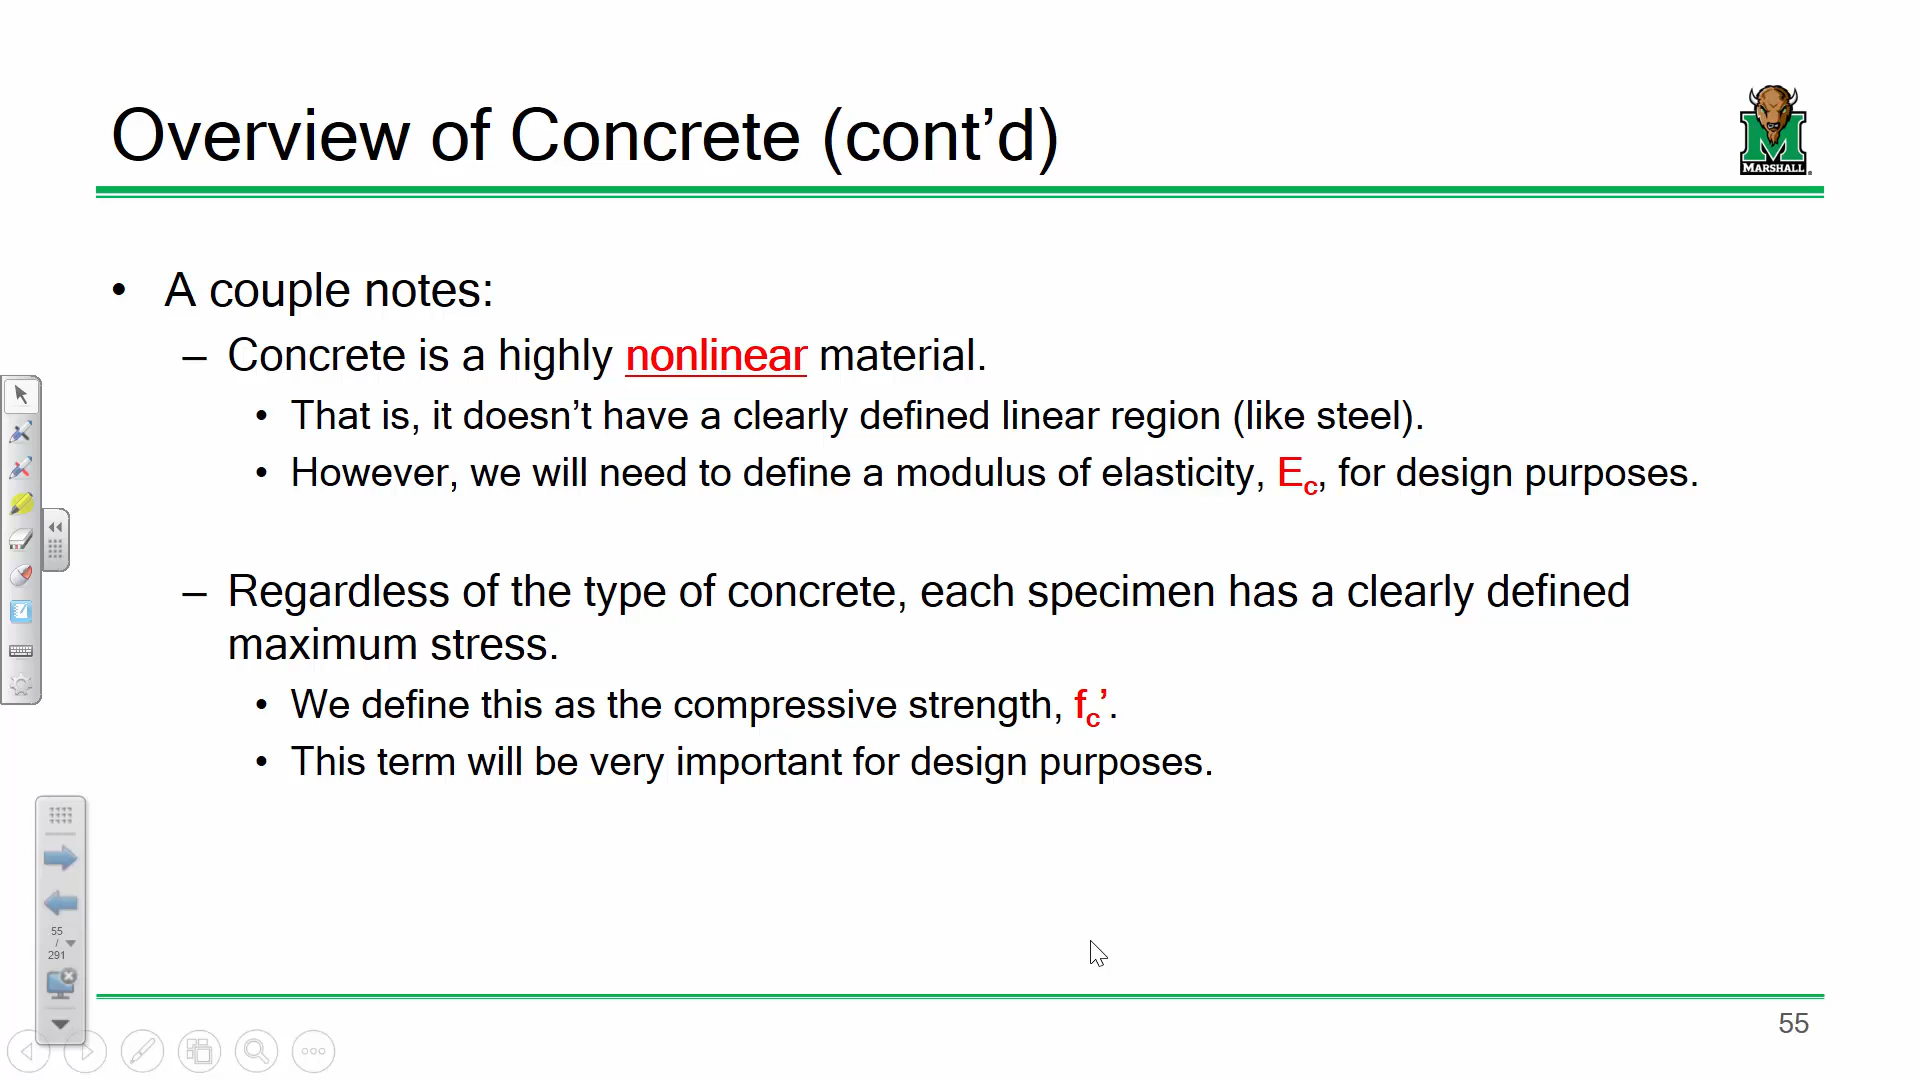 Overview of Concrete (cont’d)
MARSHALL
• A couple notes:
– Concrete is a highly nonlinear material.
• That is, it doesn’t have a clearly defined linear region (like steel).
• However, we will need to define a modulus of elasticity, Ec, for design purposes.
– Regardless of the type of concrete, each specimen has a clearly defined
maximum stress.
• We define this as the compressive strength, fc’.
• This term will be very important for design purposes.
55
/
291
55